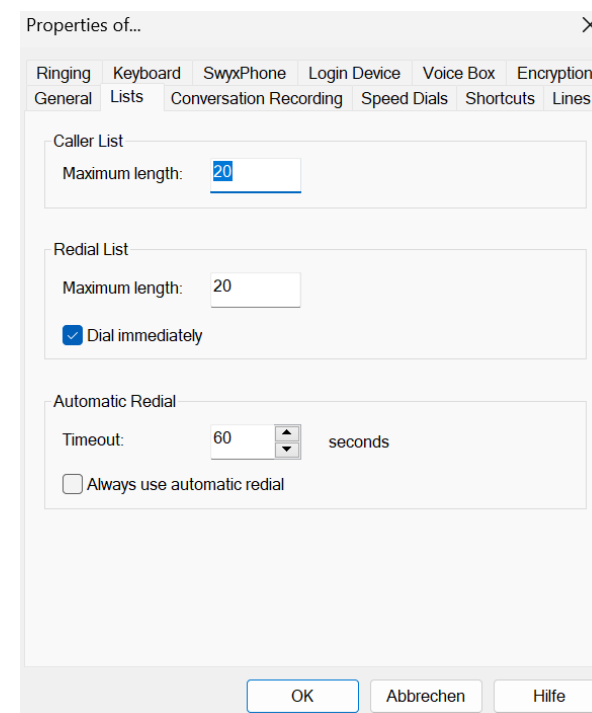 Properties of...
Ringing Keyboard SwyxPhone Login Device Voice Box Encryption
General Lists Conversation Recording Speed Dials Shortcuts Lines
Caller List
Maximum length: 20
Redial List
Maximum length: 20
Dial immediately
Automatic Redial
Timeout: 60 seconds
Always use automatic redial
OK Abbrechen Hilfe